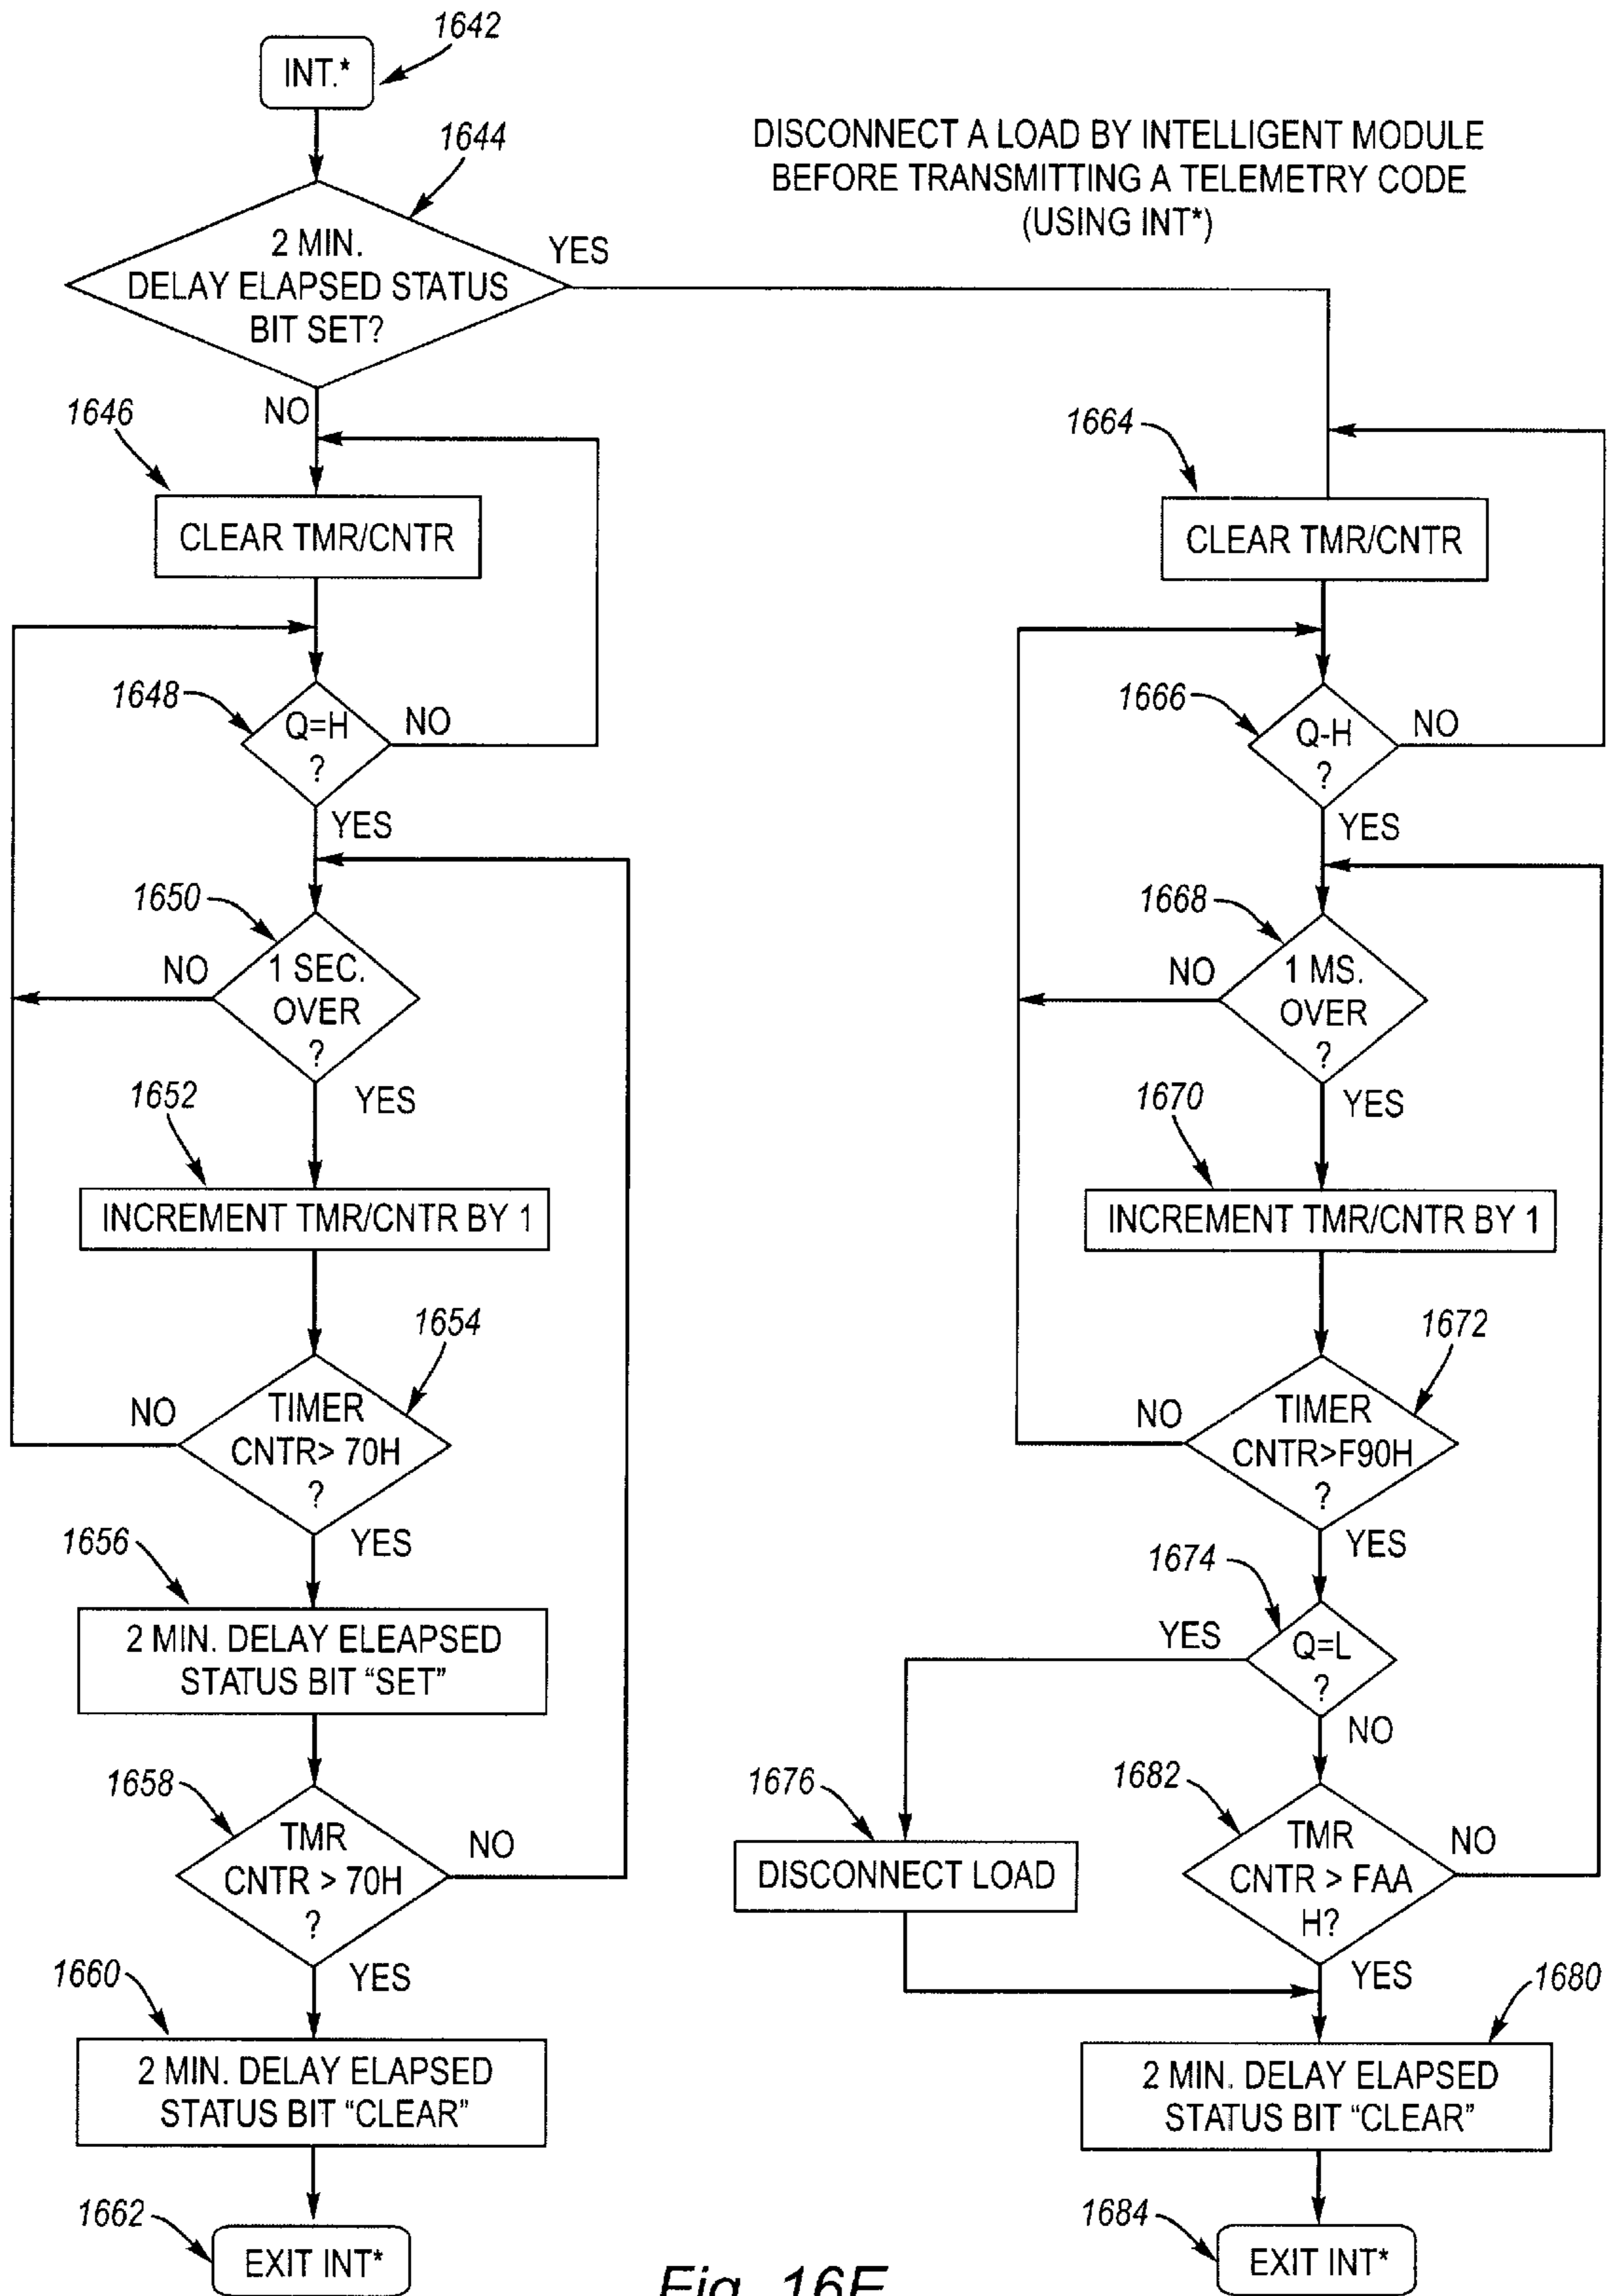 1642
INT.*
1644
DISCONNECT A LOAD BY INTELLIGENT MODULE
BEFORE TRANSMITTING A TELEMETRY CODE
(USING INT*)
2 MIN.
DELAY ELAPSED STATUS
BIT SET?
YES
NO
1646
CLEAR TMR/CNTR
1648
Q=H
?
NO
YES
1650
1 SEC.
OVER
?
NO
YES
1652
INCREMENT TMR/CNTR BY 1
1654
TIMER
CNTR> 70H
?
NO
YES
1656
2 MIN. DELAY ELEAPSED
STATUS BIT “SET”
1658
TMR
CNTR > 70H
?
NO
YES
1660
2 MIN. DELAY ELAPSED
STATUS BIT “CLEAR”
1662
EXIT INT*
1664
CLEAR TMR/CNTR
1666
Q-H
?
NO
YES
1668
1 MS.
OVER
?
NO
YES
1670
INCREMENT TMR/CNTR BY 1
1672
TIMER
CNTR>F90H
?
NO
YES
1674
Q=L
?
YES
NO
1676
DISCONNECT LOAD
1682
TMR
CNTR > FAA
H?
NO
YES
1680
2 MIN. DELAY ELAPSED
STATUS BIT “CLEAR”
1684
EXIT INT*